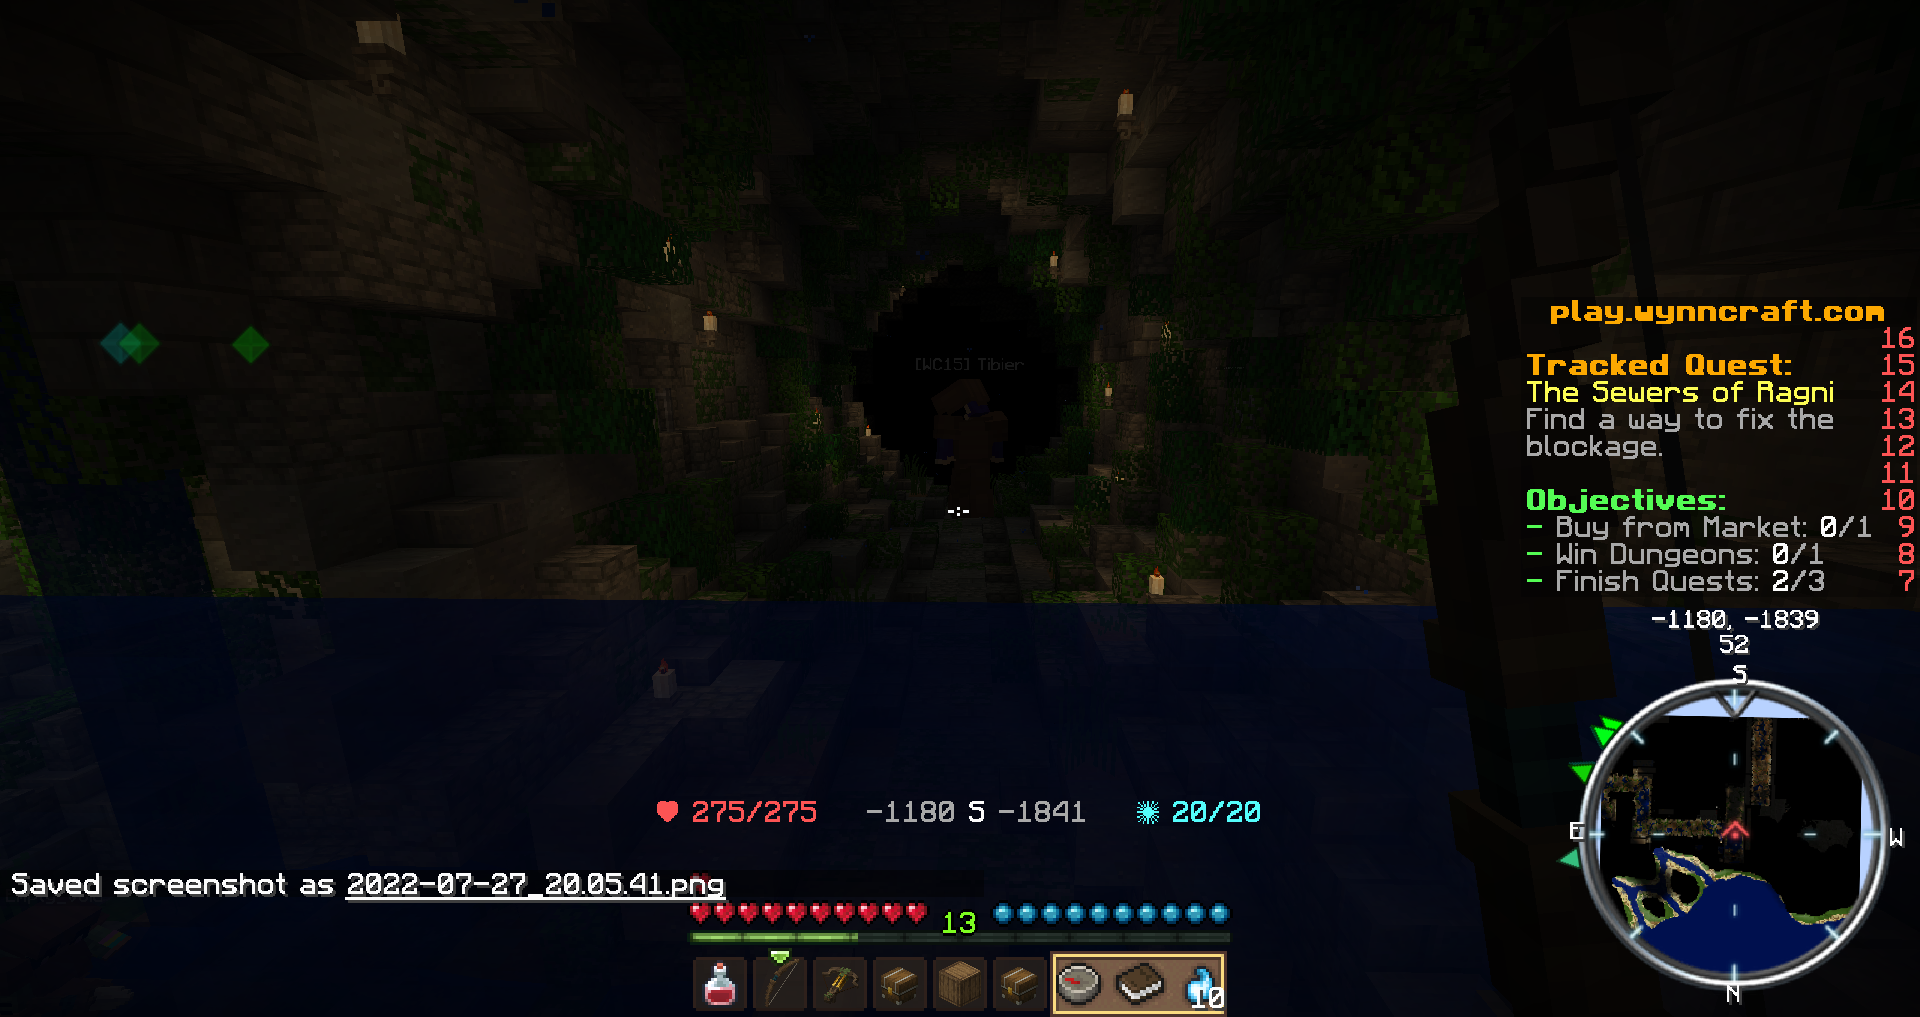 [WC15] Tibier
play.wynncraft.com
16
Tracked Quest: 15
The Sewers of Ragni 14
Find a way to fix the 13
blockage. 12
11
Objectives: 10
- Buy from Market: 0/1 9
- Win Dungeons: 0/1 8
- Finish Quests: 2/3 7
-1180, -1839
52
S
E
W
N
275/275 -1180 S -1841 20/20
Saved screenshot as 2022-07-27_20.05.41.png
13
10